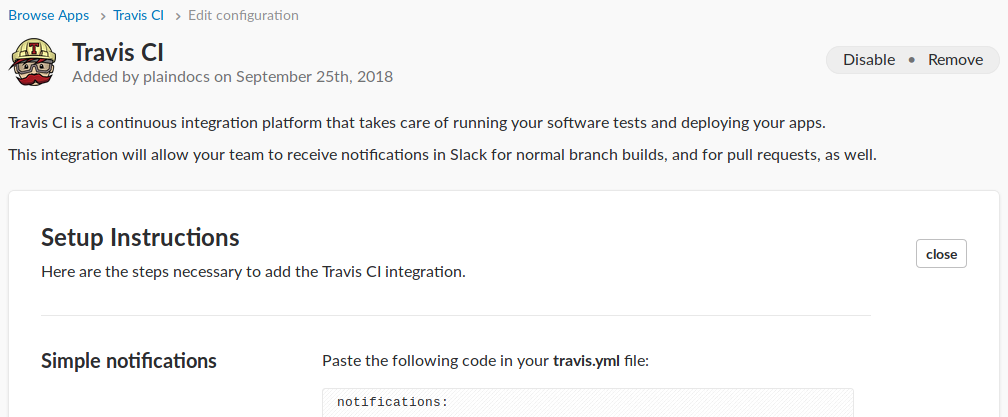 Browse Apps > Travis CI > Edit configuration
Travis CI
Added by plaindocs on September 25th, 2018
Disable • Remove
Travis CI is a continuous integration platform that takes care of running your software tests and deploying your apps.
This integration will allow your team to receive notifications in Slack for normal branch builds, and for pull requests, as well.
Setup Instructions
close
Here are the steps necessary to add the Travis CI integration.
Simple notifications
Paste the following code in your travis.yml file:
notifications: